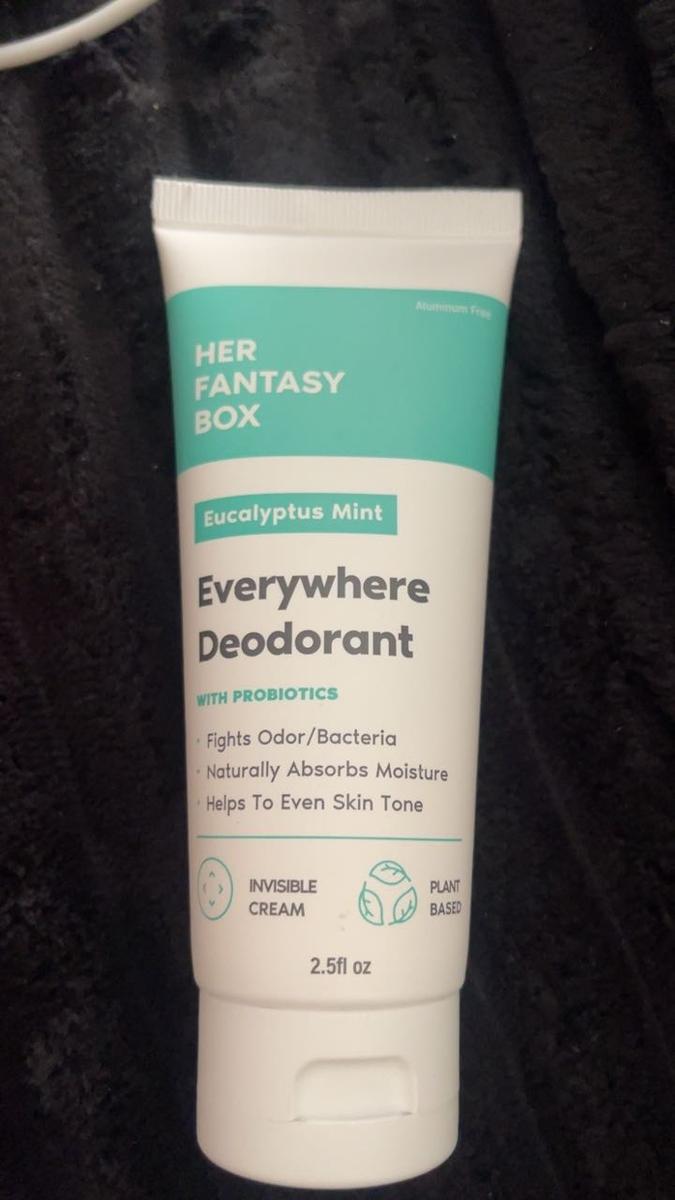 Aluminum Free
HER
FANTASY
BOX
Eucalyptus Mint
Everywhere
Deodorant
WITH PROBIOTICS
· Fights Odor/Bacteria
· Naturally Absorbs Moisture
· Helps To Even Skin Tone
INVISIBLE
CREAM
PLANT
BASED
2.5fl oz